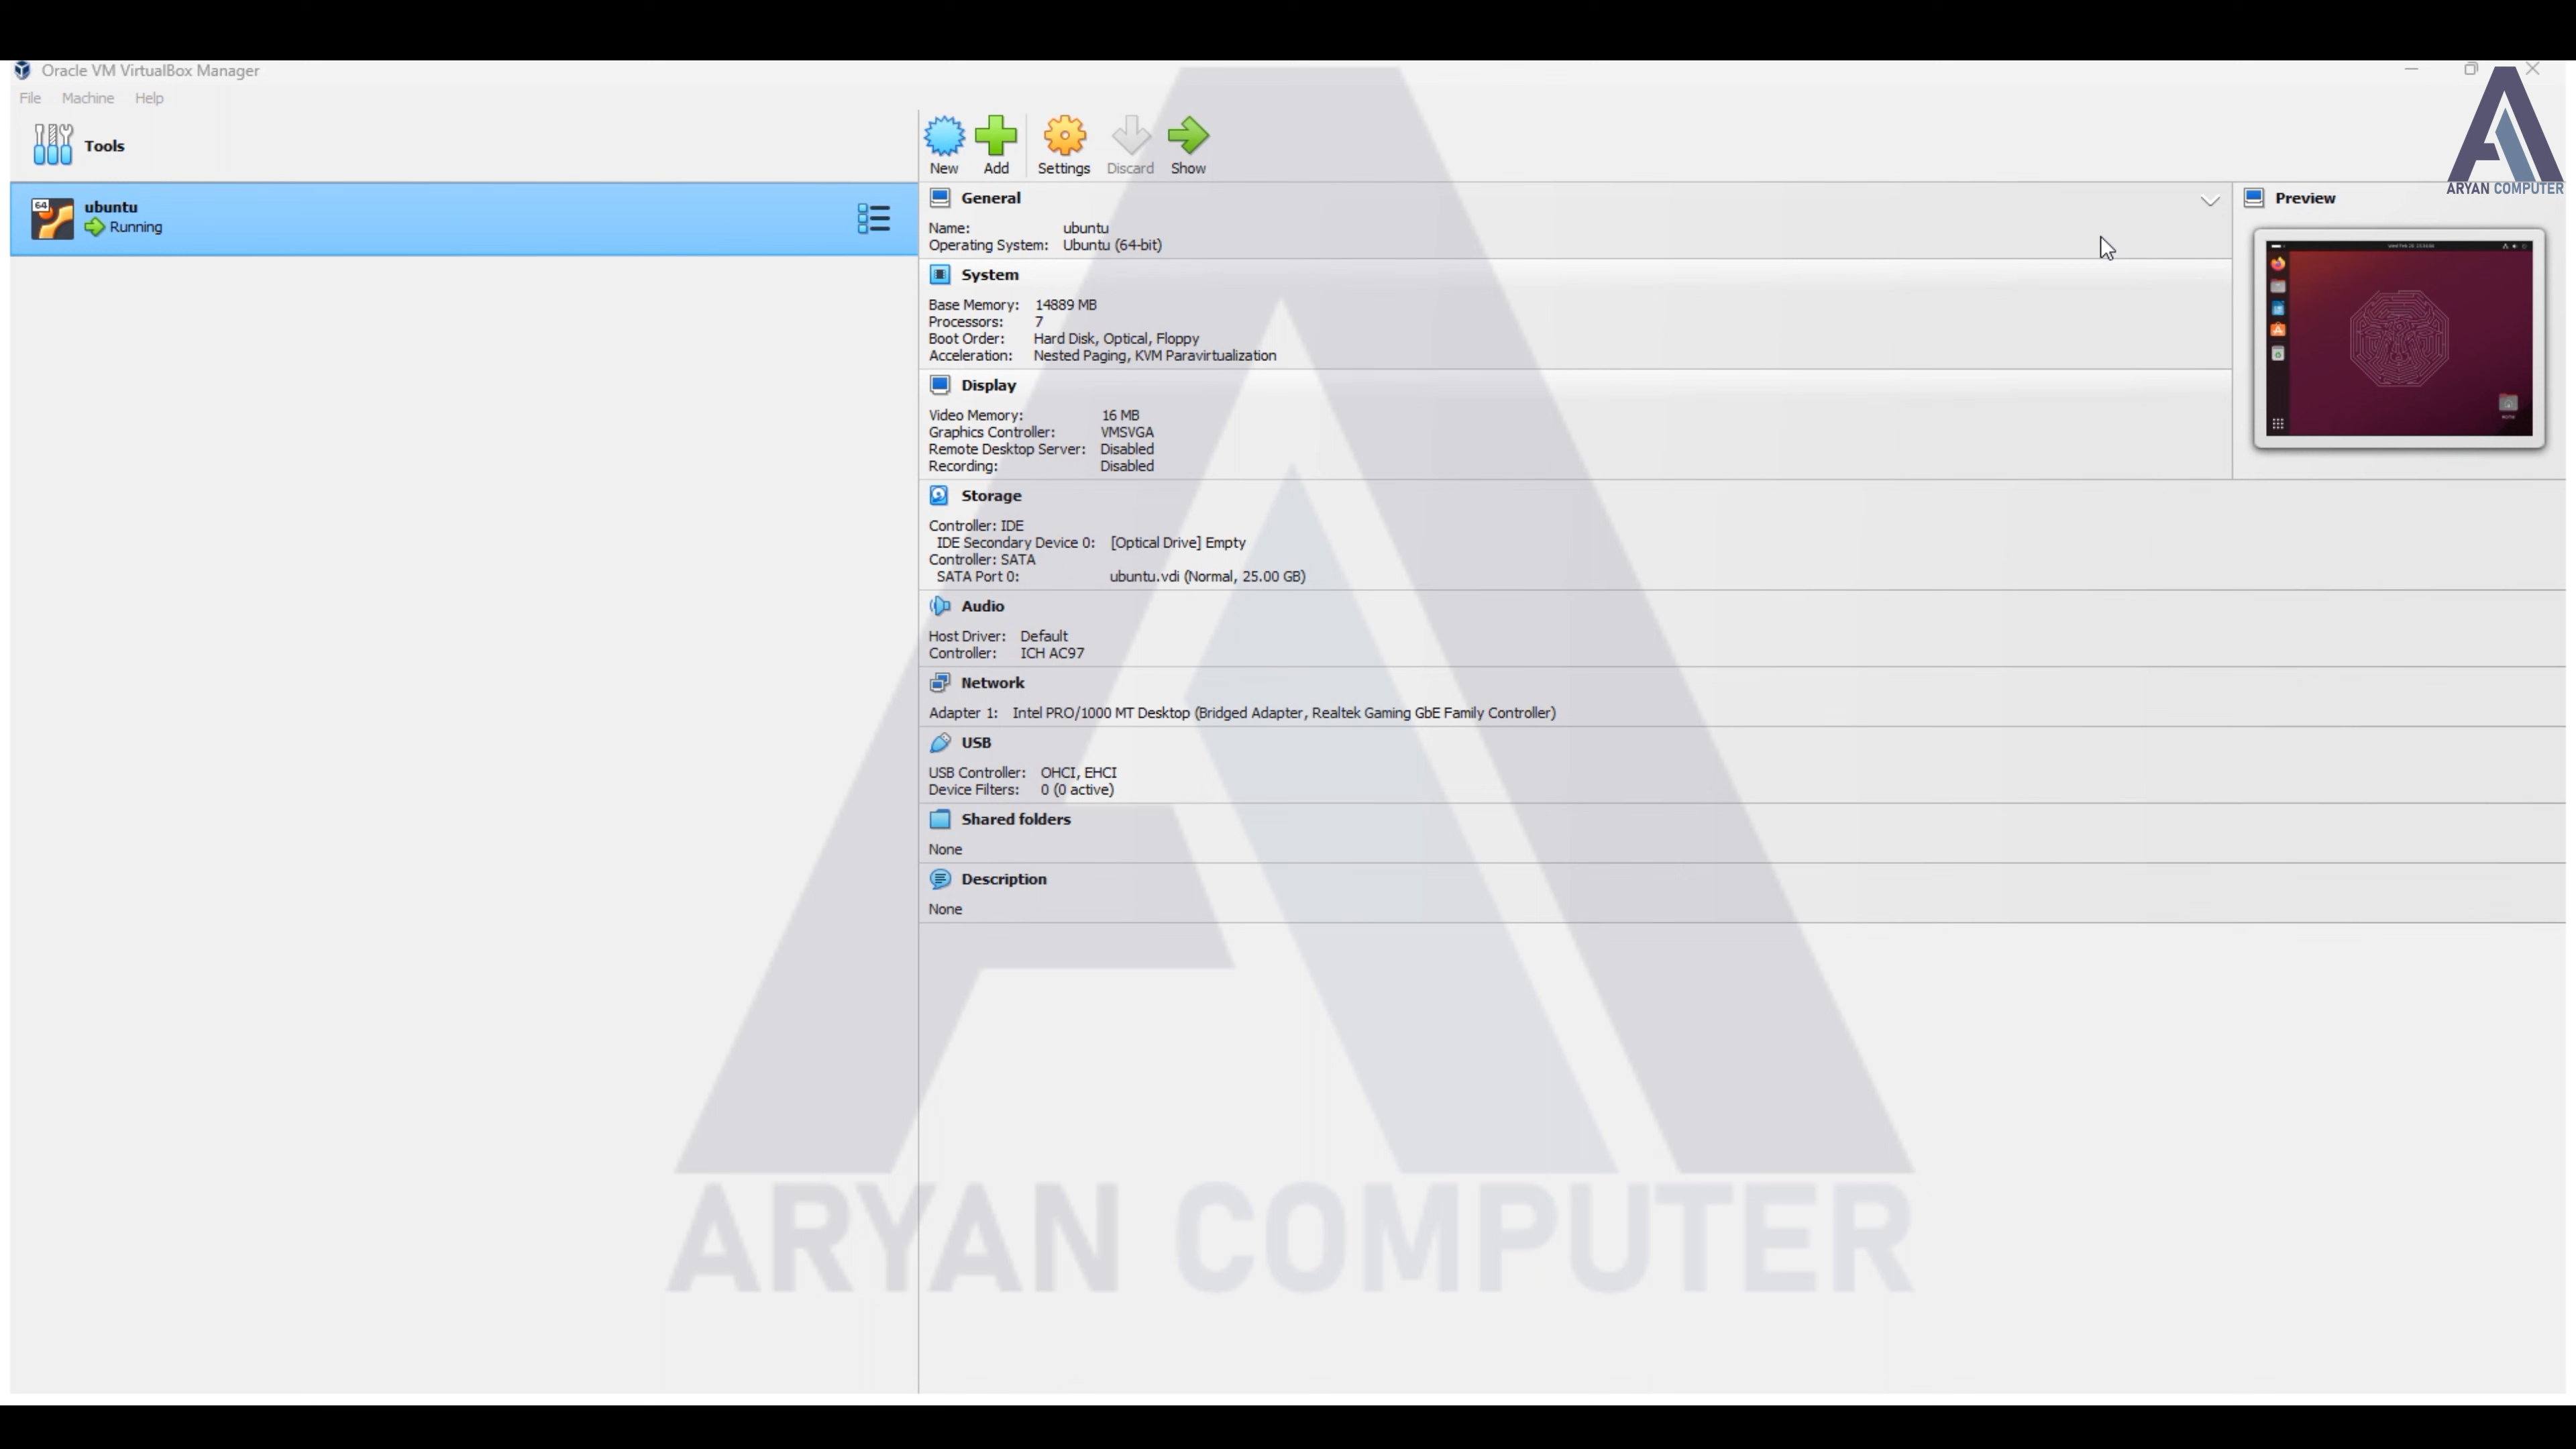 Oracle VM VirtualBox Manager
File Machine Help
Tools
New Add Settings Discard Show
64
ubuntu
Running
ARYAN COMPUTER
General
Name: ubuntu
Operating System: Ubuntu (64-bit)
Preview
System
Base Memory: 14889 MB
Processors: 7
Boot Order: Hard Disk, Optical, Floppy
Acceleration: Nested Paging, KVM Paravirtualization
Display
Video Memory: 16 MB
Graphics Controller: VMSVGA
Remote Desktop Server: Disabled
Recording: Disabled
Storage
Controller: IDE
IDE Secondary Device 0: [Optical Drive] Empty
Controller: SATA
SATA Port 0: ubuntu.vdi (Normal, 25.00 GB)
Audio
Host Driver: Default
Controller: ICH AC97
Network
Adapter 1: Intel PRO/1000 MT Desktop (Bridged Adapter, Realtek Gaming GbE Family Controller)
USB
USB Controller: OHCI, EHCI
Device Filters: 0 (0 active)
Shared folders
None
Description
None
ARYAN COMPUTER